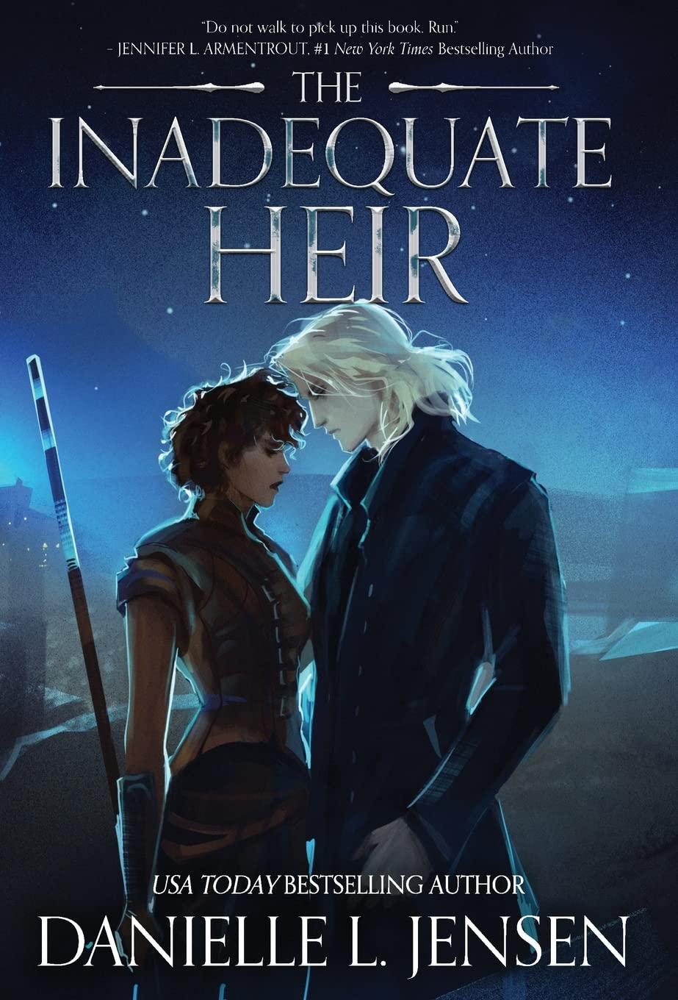 “Do not walk to pick up this book. Run.”
– JENNIFER L. ARMENTROUT, #1 New York Times Bestselling Author
THE
INADEQUATE
HEIR
USA TODAY BESTSELLING AUTHOR
DANIELLE L. JENSEN